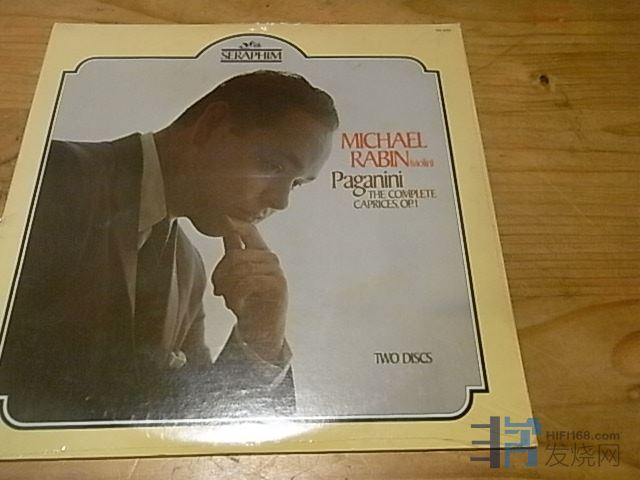 SERAPHIM
MICHAEL
RABIN (violin)
Paganini
THE COMPLETE
CAPRICES, OP.1
TWO DISCS
HIFI168.com
发烧网